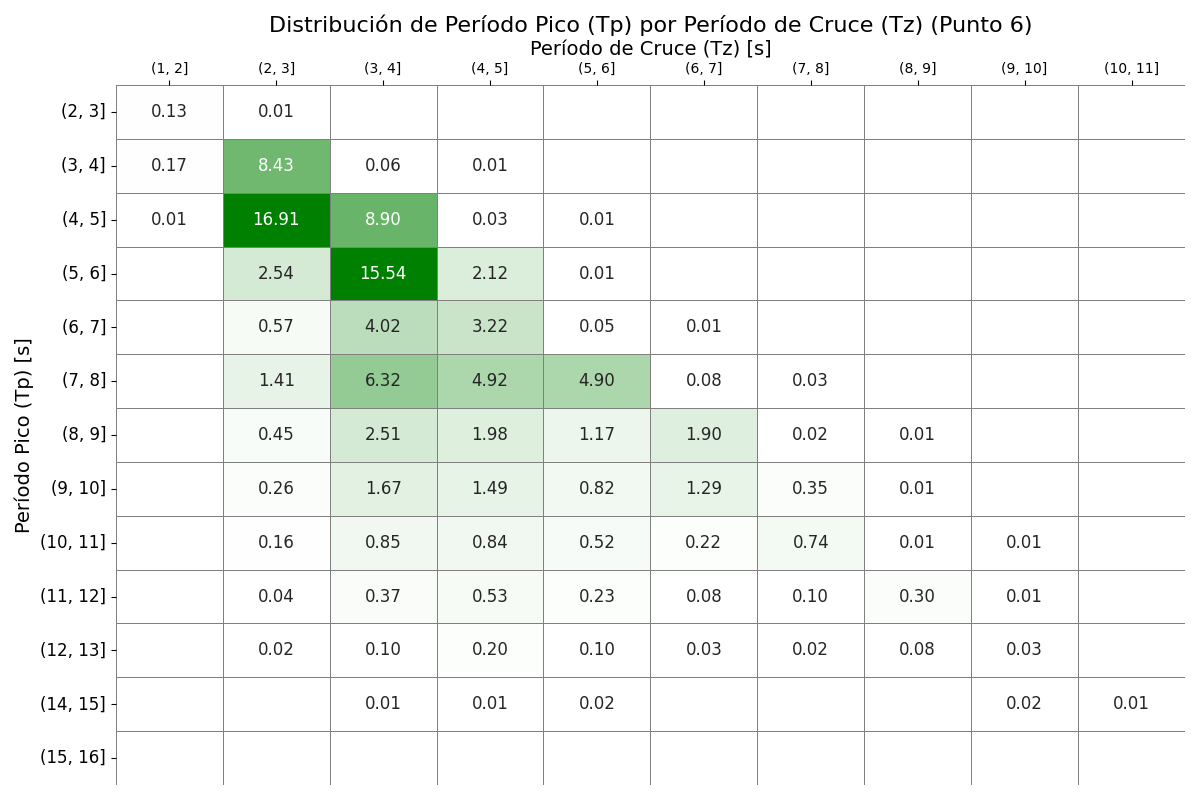 Distribución de Período Pico (Tp) por Período de Cruce (Tz) (Punto 6)
Período de Cruce (Tz) [s]
(1, 2] (2, 3] (3, 4] (4, 5] (5, 6] (6, 7] (7, 8] (8, 9] (9, 10] (10, 11]
Período Pico (Tp) [s]
(2, 3] 0.13 0.01
(3, 4] 0.17 8.43 0.06 0.01
(4, 5] 0.01 16.91 8.90 0.03 0.01
(5, 6] 2.54 15.54 2.12 0.01
(6, 7] 0.57 4.02 3.22 0.05 0.01
(7, 8] 1.41 6.32 4.92 4.90 0.08 0.03
(8, 9] 0.45 2.51 1.98 1.17 1.90 0.02 0.01
(9, 10] 0.26 1.67 1.49 0.82 1.29 0.35 0.01
(10, 11] 0.16 0.85 0.84 0.52 0.22 0.74 0.01 0.01
(11, 12] 0.04 0.37 0.53 0.23 0.08 0.10 0.30 0.01
(12, 13] 0.02 0.10 0.20 0.10 0.03 0.02 0.08 0.03
(14, 15] 0.01 0.01 0.02 0.02 0.01
(15, 16]